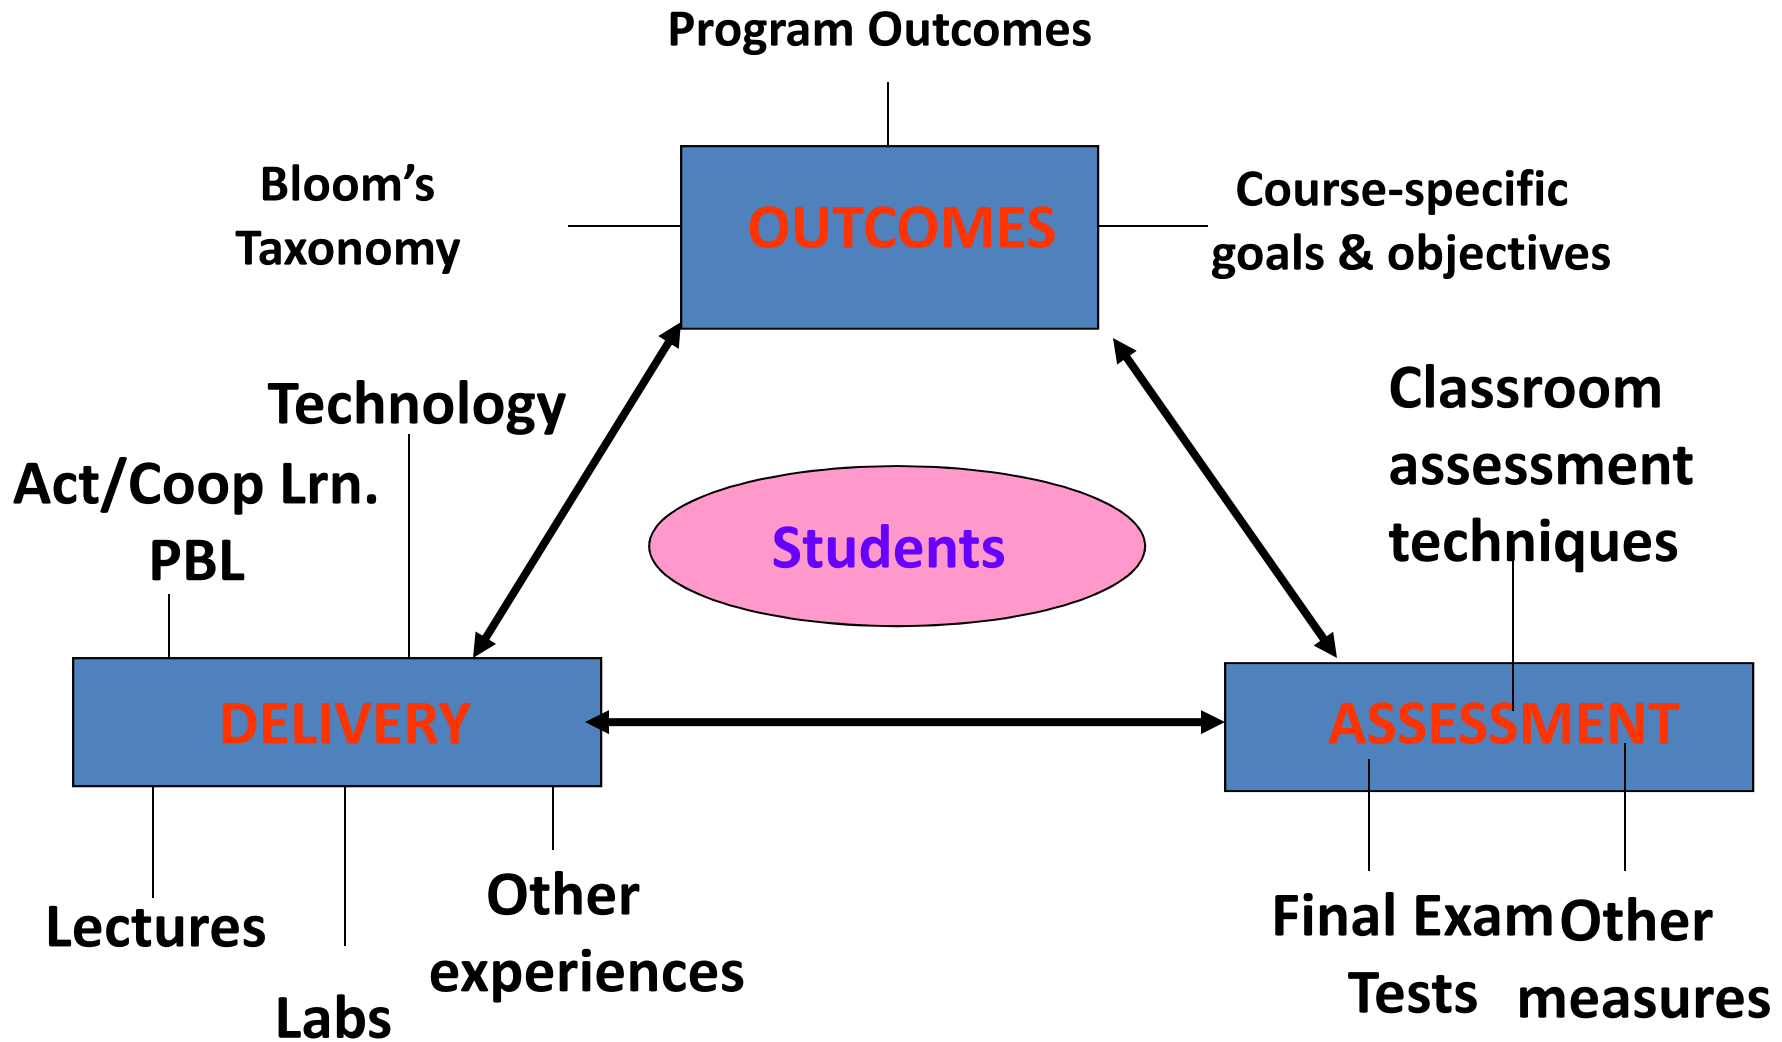 Program Outcomes
Bloom’s
Taxonomy
OUTCOMES
Course-specific
goals & objectives
Technology
Act/Coop Lrn.
PBL
Students
Classroom
assessment
techniques
DELIVERY
ASSESSMENT
Lectures
Labs
Other
experiences
Final Exam
Tests
Other
measures